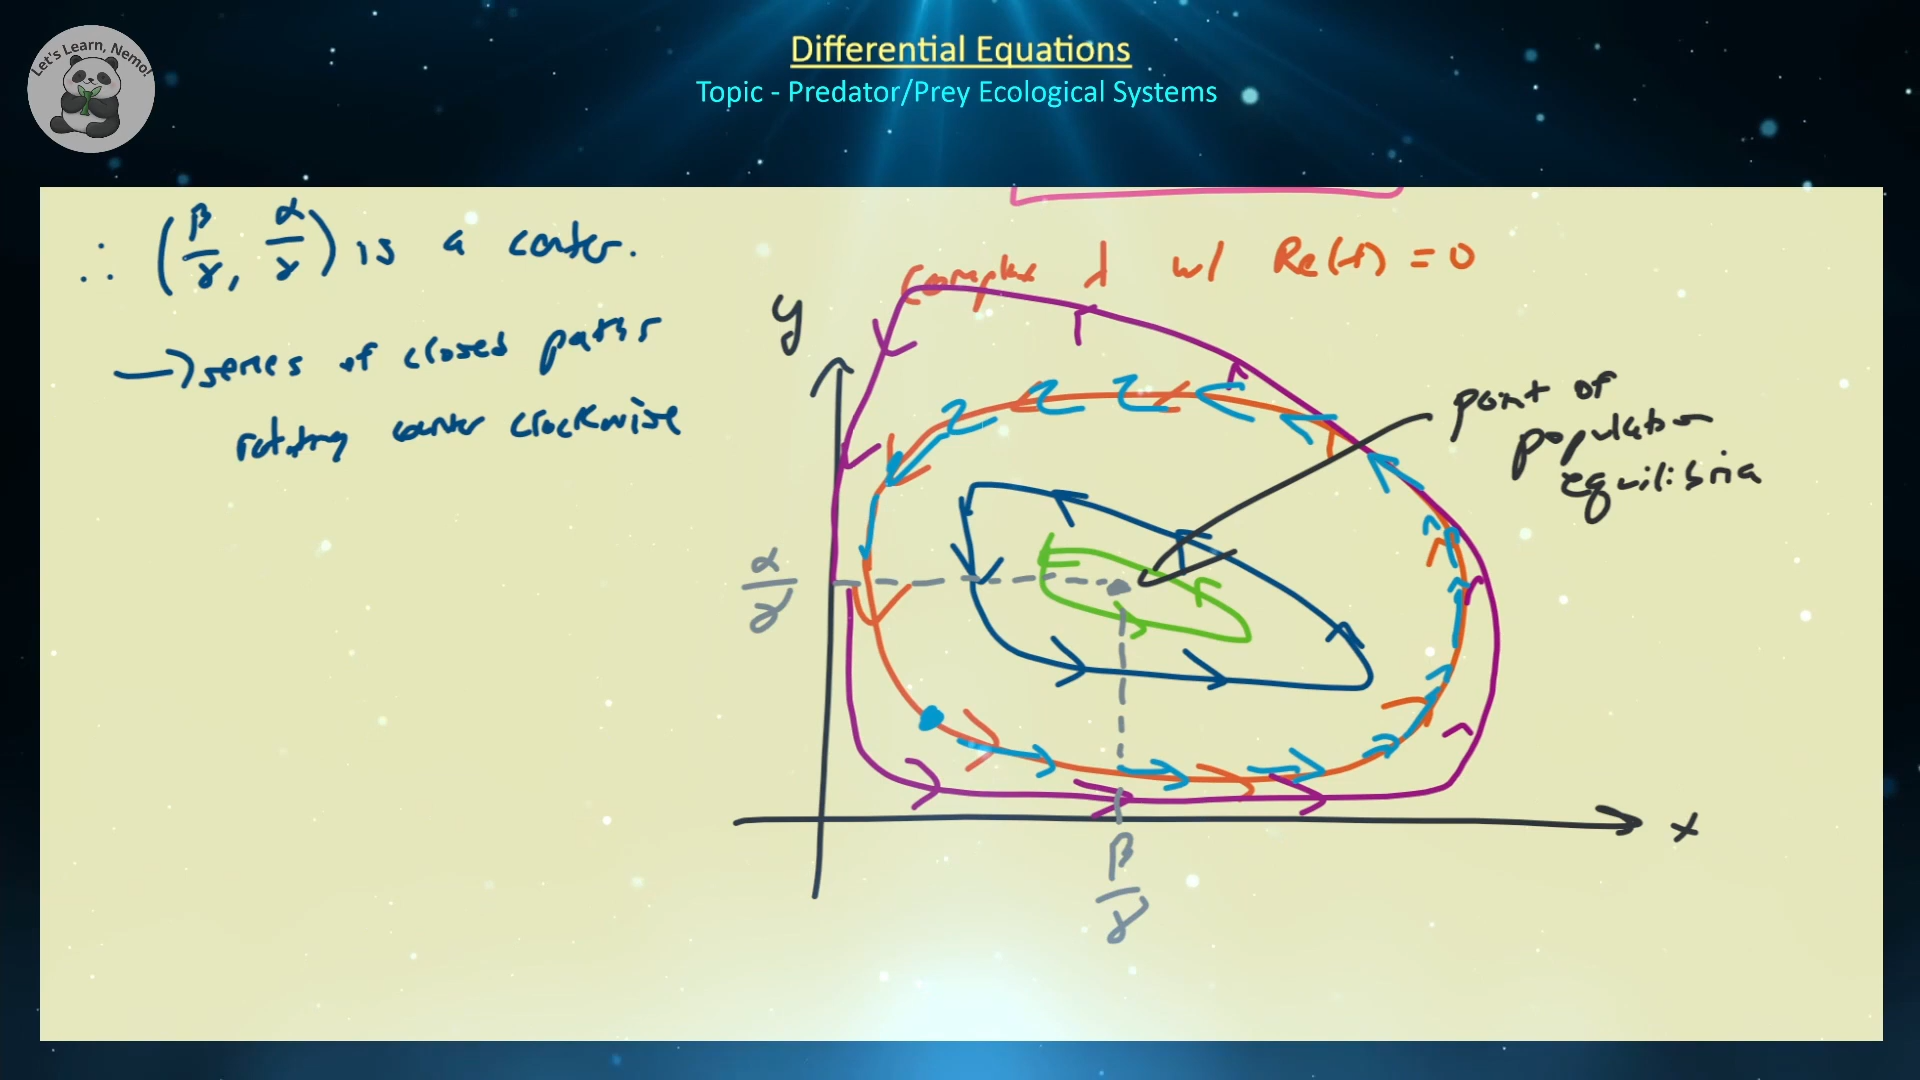 Let's Learn, Nemo!
Differential Equations
Topic - Predator/Prey Ecological Systems
∴ (β/γ, α/γ) is a center.
→ series of closed paths
rotating counter clockwise
Complex λ w/ Re(λ) = 0
y
point of
population
equilibria
α/γ
x
β/γ